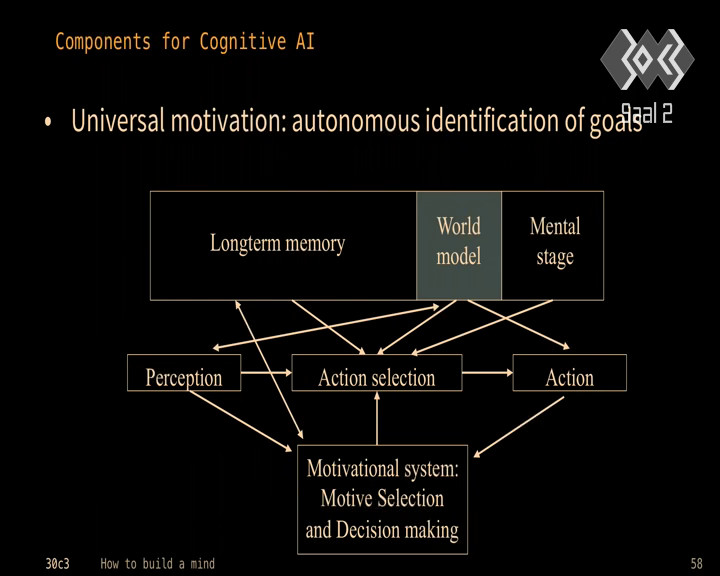 Components for Cognitive AI
30c3
Saal 2
• Universal motivation: autonomous identification of goals
Longterm memory
World
model
Mental
stage
Perception
Action selection
Action
Motivational system:
Motive Selection
and Decision making
30c3 How to build a mind 58